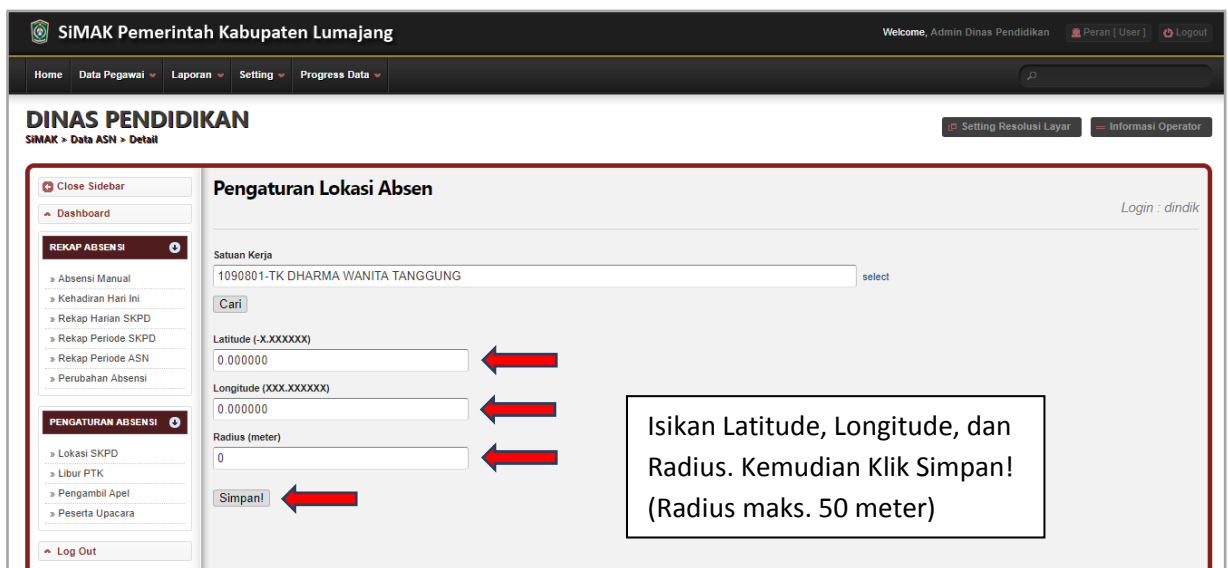 SiMAK Pemerintah Kabupaten Lumajang
Welcome, Admin Dinas Pendidikan
Peran [ User ]
Logout
Home
Data Pegawai
Laporan
Setting
Progress Data
DINAS PENDIDIKAN
SiMAK > Data ASN > Detail
Setting Resolusi Layar
Informasi Operator
Close Sidebar
Dashboard
REKAP ABSENSI
» Absensi Manual
» Kehadiran Hari Ini
» Rekap Harian SKPD
» Rekap Periode SKPD
» Rekap Periode ASN
» Perubahan Absensi
PENGATURAN ABSENSI
» Lokasi SKPD
» Libur PTK
» Pengambil Apel
» Peserta Upacara
Log Out
Pengaturan Lokasi Absen
Login : dindik
Satuan Kerja
1090801-TK DHARMA WANITA TANGGUNG
select
Cari
Latitude (-X.XXXXXX)
0.000000
Longitude (XXX.XXXXXX)
0.000000
Radius (meter)
0
Simpan!
Isikan Latitude, Longitude, dan
Radius. Kemudian Klik Simpan!
(Radius maks. 50 meter)